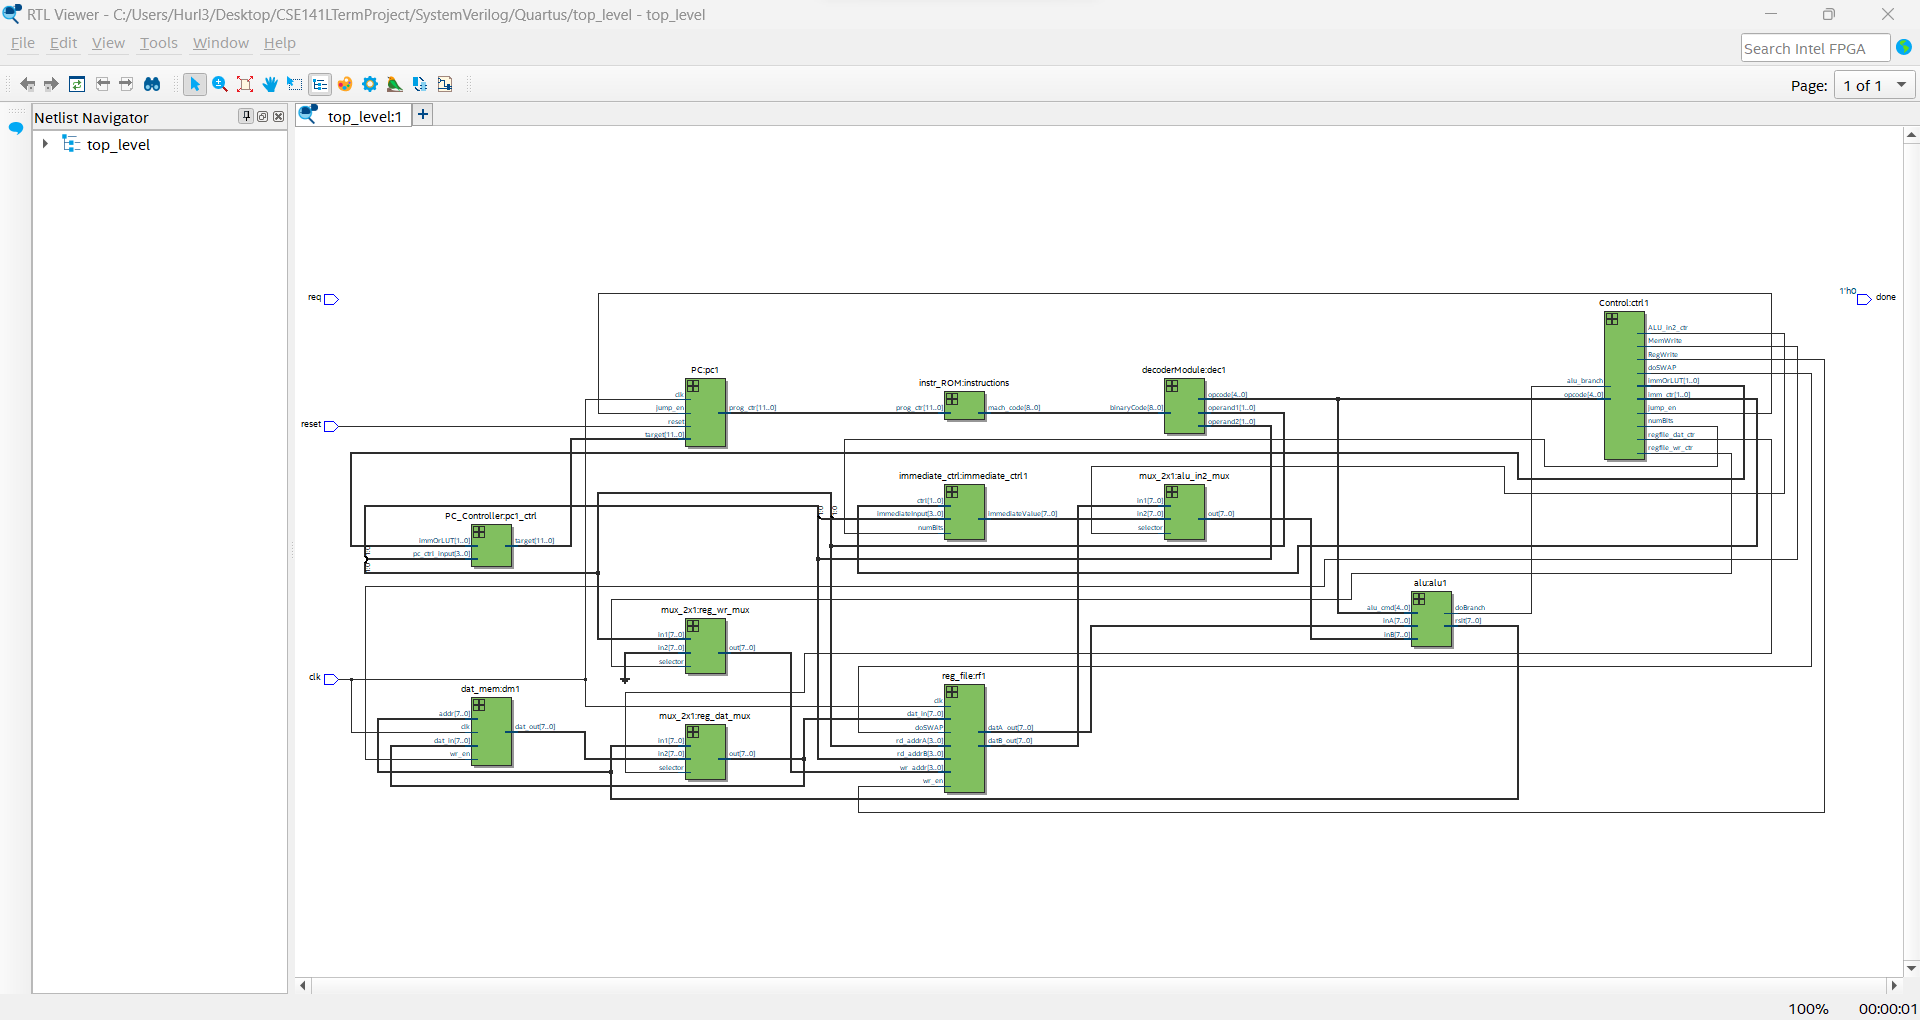 RTL Viewer - C:/Users/Hurl3/Desktop/CSE141LTermProject/SystemVerilog/Quartus/top_level - top_level
File Edit View Tools Window Help
Search Intel FPGA
Page: 1 of 1
Netlist Navigator
top_level:1
top_level
req
1'h0
done
Control:ctrl1
ALU_in2_ctr
MemWrite
RegWrite
doSWAP
alu_branch
immOrLUT[1..0]
opcode[4..0]
imm_ctr[1..0]
jump_en
numBits
regfile_dat_ctr
regfile_wr_ctr
PC:pc1
clk
jump_en
prog_ctr[11..0]
reset
target[11..0]
instr_ROM:instructions
prog_ctr[11..0]
mach_code[8..0]
decoderModule:dec1
binaryCode[8..0]
opcode[4..0]
operand1[1..0]
operand2[1..0]
reset
immediate_ctrl:immediate_ctrl1
ctrl[1..0]
immediateInput[3..0]
immediateValue[7..0]
numBits
mux_2x1:alu_in2_mux
in1[7..0]
in2[7..0]
out[7..0]
selector
1:0
1:0
PC_Controller:pc1_ctrl
immOrLUT[1..0]
target[11..0]
pc_ctrl_input[3..0]
1:0
1:0
alu:alu1
alu_cmd[4..0]
doBranch
inA[7..0]
rslt[7..0]
inB[7..0]
mux_2x1:reg_wr_mux
in1[7..0]
in2[7..0]
out[7..0]
selector
clk
dat_mem:dm1
addr[7..0]
clk
dat_out[7..0]
dat_in[7..0]
wr_en
mux_2x1:reg_dat_mux
in1[7..0]
in2[7..0]
out[7..0]
selector
reg_file:rf1
clk
dat_in[7..0]
doSWAP
datA_out[7..0]
rd_addrA[3..0]
datB_out[7..0]
rd_addrB[3..0]
wr_addr[3..0]
wr_en
100% 00:00:01